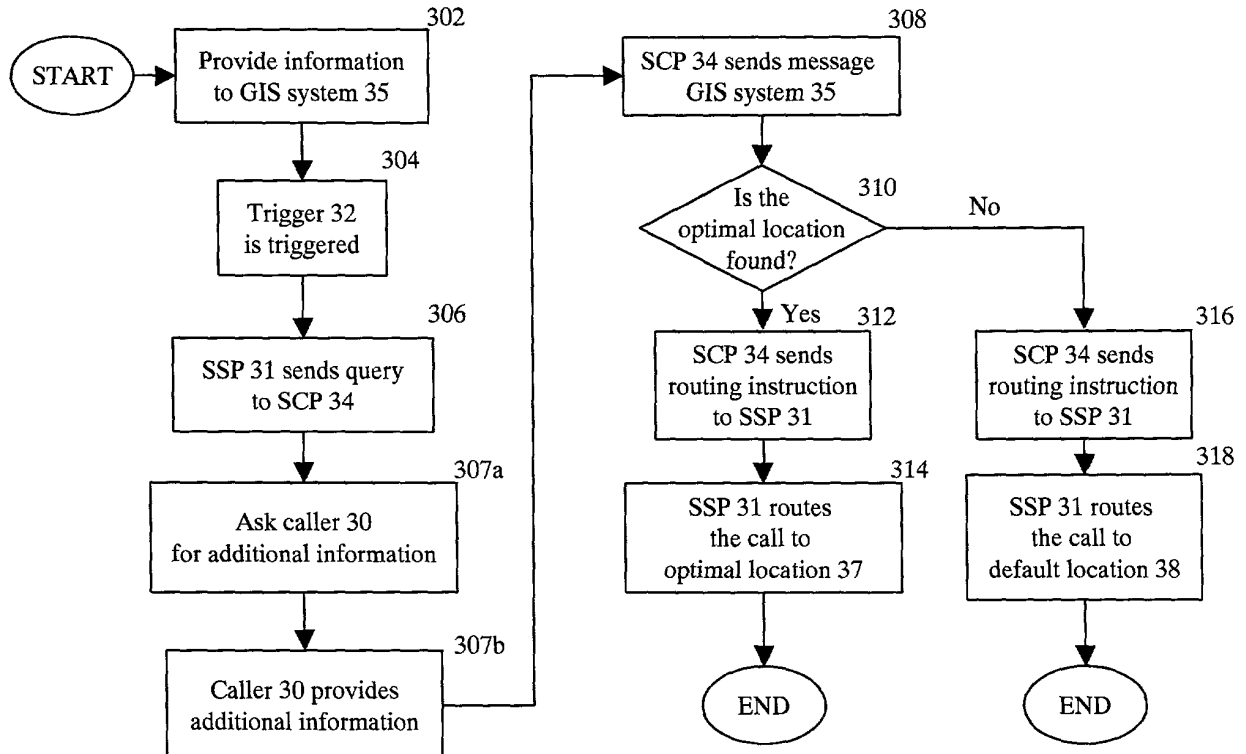 START
302
Provide information
to GIS system 35
304
Trigger 32
is triggered
306
SSP 31 sends query
to SCP 34
307a
Ask caller 30
for additional information
307b
Caller 30 provides
additional information
308
SCP 34 sends message
GIS system 35
310
Is the
optimal location
found?
No
Yes
312
SCP 34 sends
routing instruction
to SSP 31
314
SSP 31 routes
the call to
optimal location 37
END
316
SCP 34 sends
routing instruction
to SSP 31
318
SSP 31 routes
the call to
default location 38
END